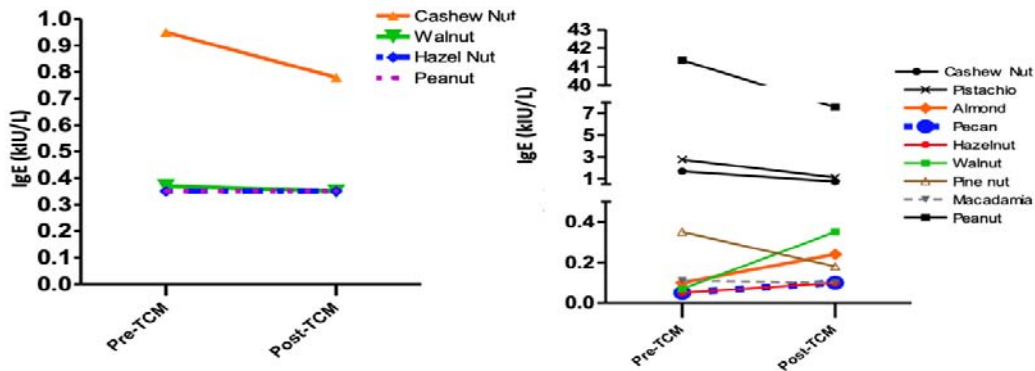 IgE (kIU/L)
1.0
0.9
0.8
0.7
0.6
0.5
0.4
0.3
0.2
0.1
0.0
Pre-TCM
Post-TCM
Cashew Nut
Walnut
Hazel Nut
Peanut
IgE (kIU/L)
43
42
41
40
7
5
3
1
0.4
0.2
0.0
Pre-TCM
Post-TCM
Cashew Nut
Pistachio
Almond
Pecan
Hazelnut
Walnut
Pine nut
Macadamia
Peanut